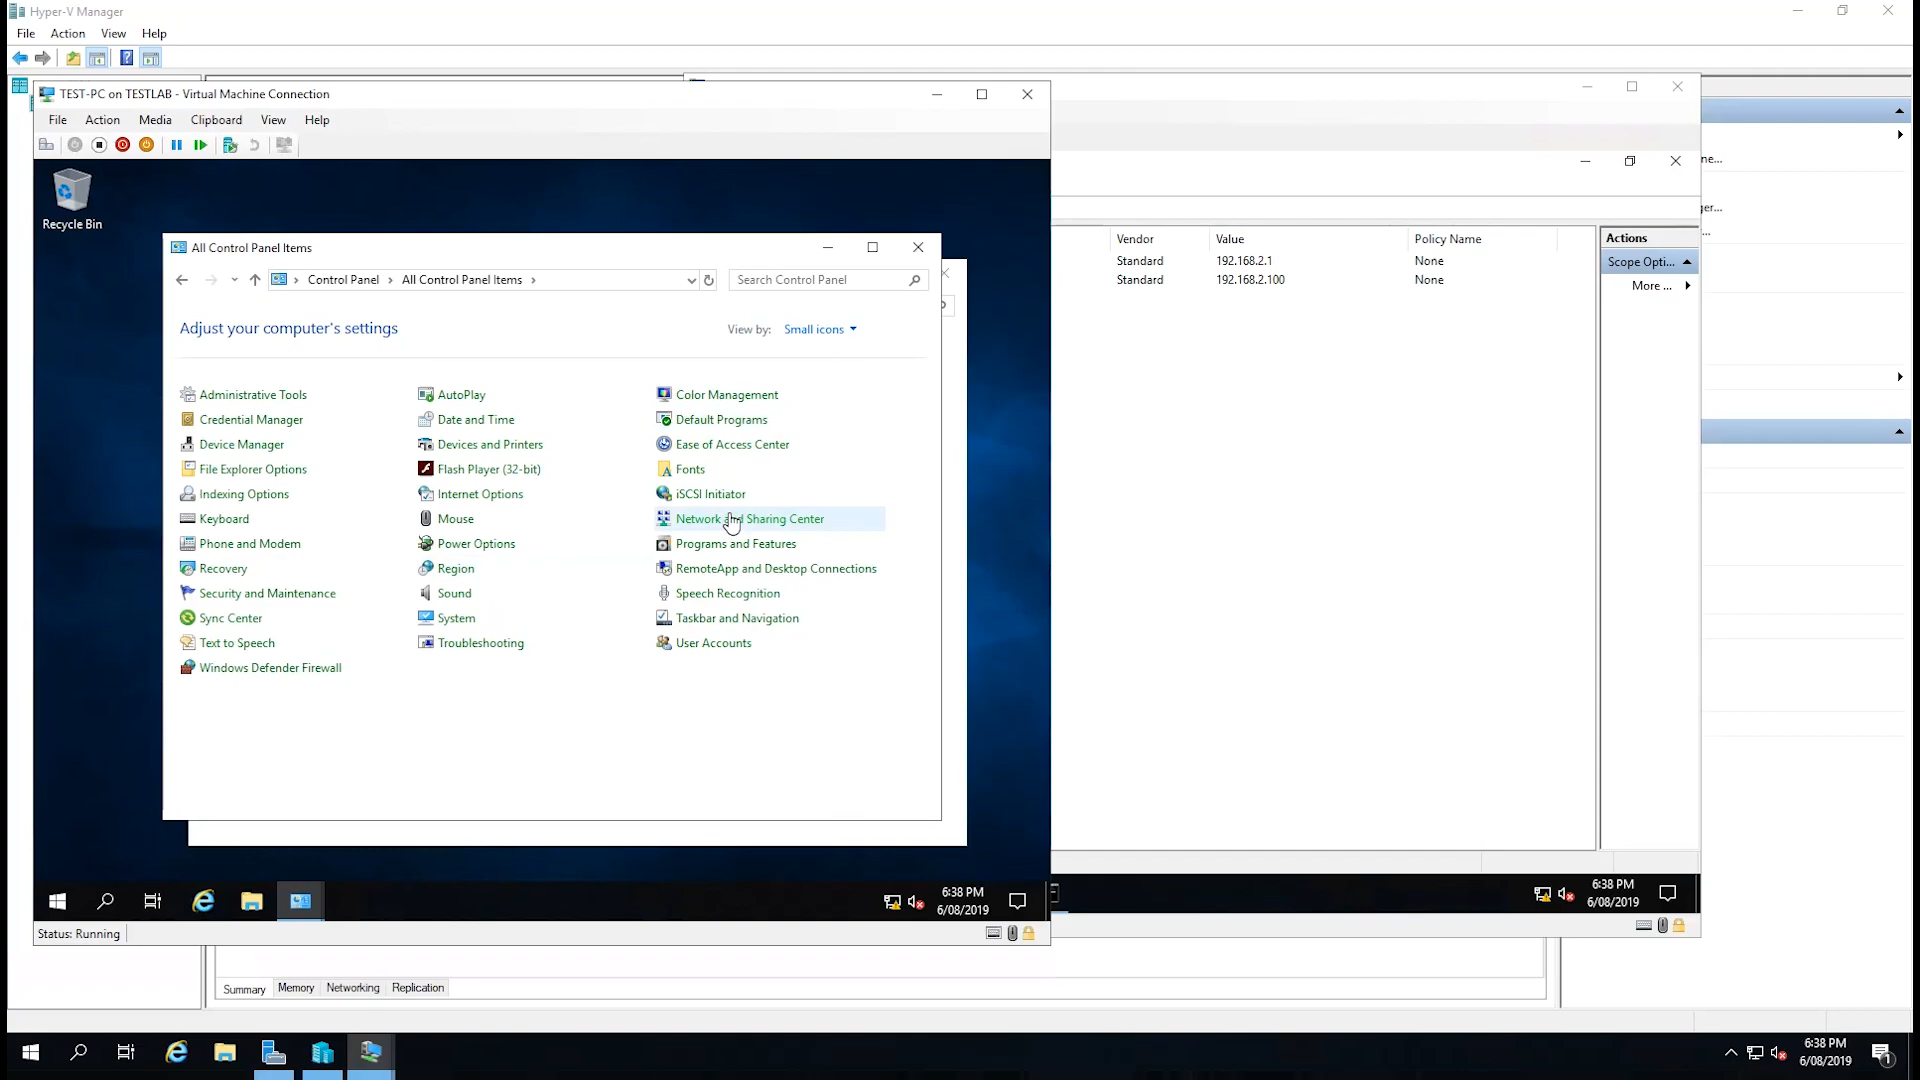 Hyper-V Manager
File Action View Help
TEST-PC on TESTLAB - Virtual Machine Connection
File Action Media Clipboard View Help
Recycle Bin
All Control Panel Items
Control Panel All Control Panel Items
Search Control Panel
Adjust your computer's settings
View by: Small icons
Administrative Tools
AutoPlay
Color Management
Credential Manager
Date and Time
Default Programs
Device Manager
Devices and Printers
Ease of Access Center
File Explorer Options
Flash Player (32-bit)
Fonts
Indexing Options
Internet Options
iSCSI Initiator
Keyboard
Mouse
Network and Sharing Center
Phone and Modem
Power Options
Programs and Features
Recovery
Region
RemoteApp and Desktop Connections
Security and Maintenance
Sound
Speech Recognition
Sync Center
System
Taskbar and Navigation
Text to Speech
Troubleshooting
User Accounts
Windows Defender Firewall
6:38 PM
6/08/2019
Status: Running
Vendor Value Policy Name
Standard 192.168.2.1 None
Standard 192.168.2.100 None
Actions
Scope Opti...
More ...
ne...
ger...
...
6:38 PM
6/08/2019
Summary Memory Networking Replication
6:38 PM
6/08/2019
1